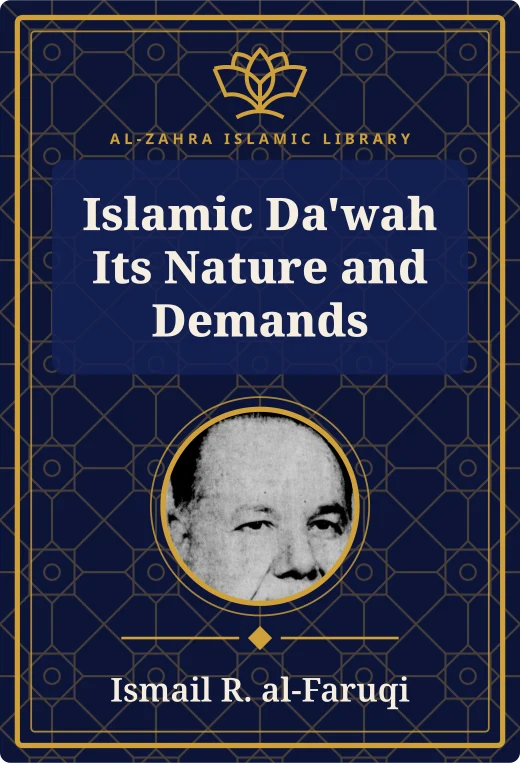 AL-ZAHRA ISLAMIC LIBRARY
Islamic Da'wah
Its Nature and
Demands
Ismail R. al-Faruqi